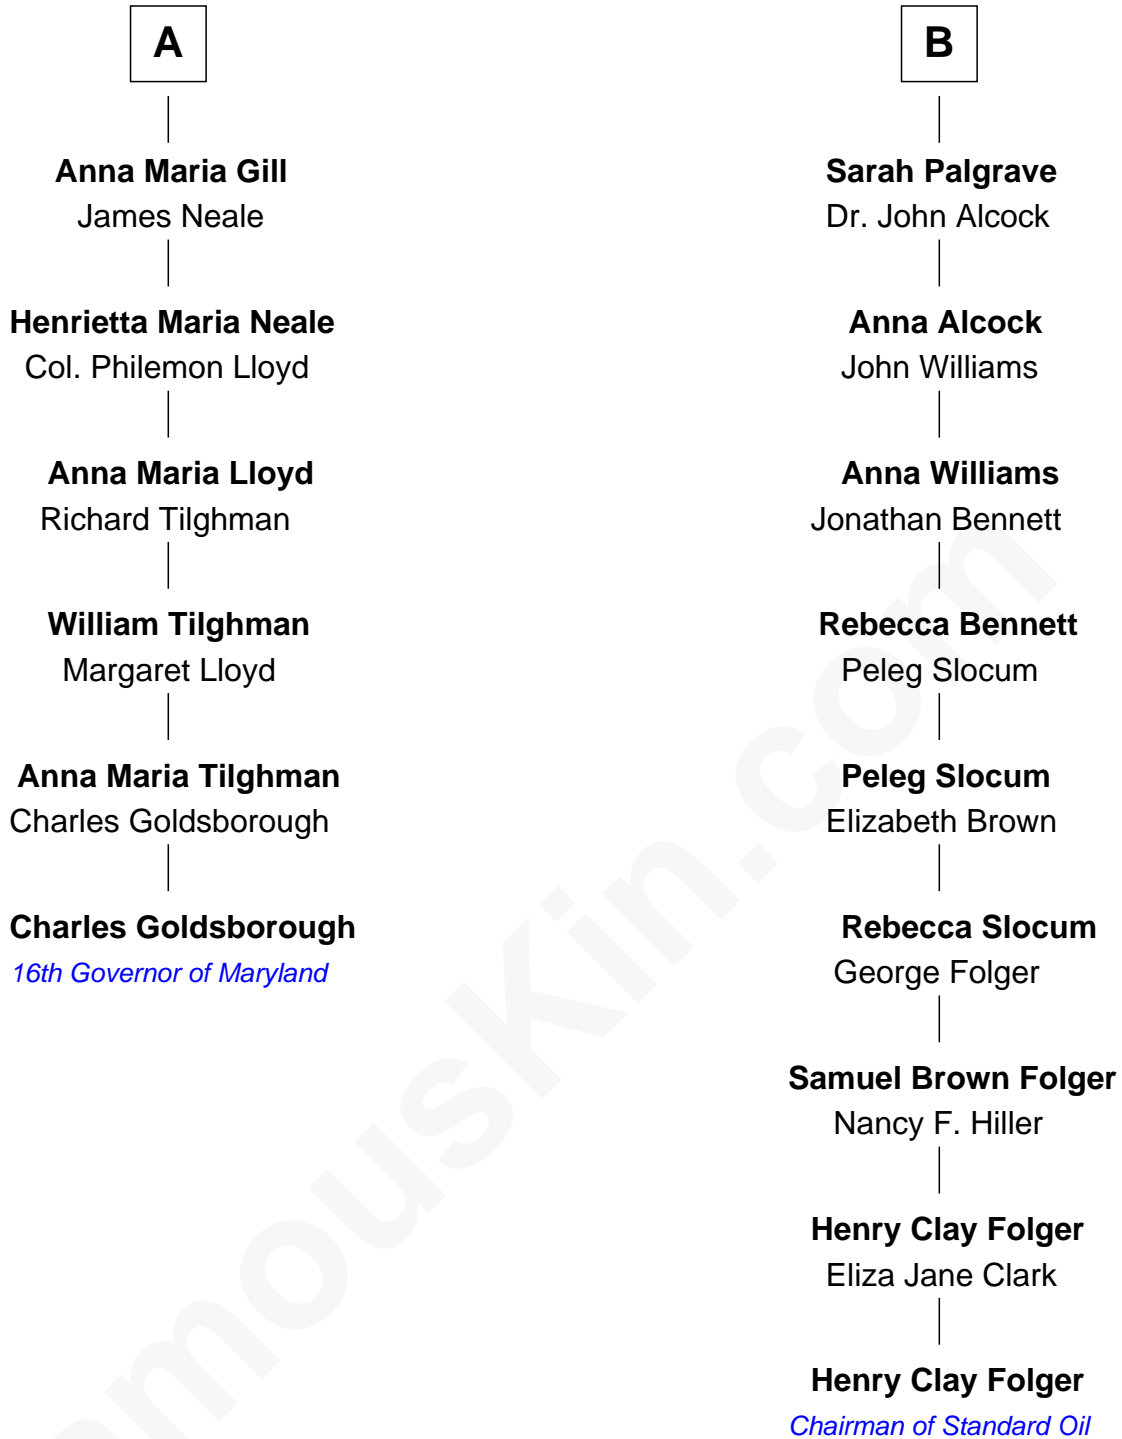 A
Anna Maria Gill
James Neale
Henrietta Maria Neale
Col. Philemon Lloyd
Anna Maria Lloyd
Richard Tilghman
William Tilghman
Margaret Lloyd
Anna Maria Tilghman
Charles Goldsborough
Charles Goldsborough
16th Governor of Maryland
B
Sarah Palgrave
Dr. John Alcock
Anna Alcock
John Williams
Anna Williams
Jonathan Bennett
Rebecca Bennett
Peleg Slocum
Peleg Slocum
Elizabeth Brown
Rebecca Slocum
George Folger
Samuel Brown Folger
Nancy F. Hiller
Henry Clay Folger
Eliza Jane Clark
Henry Clay Folger
Chairman of Standard Oil
amouskin.com